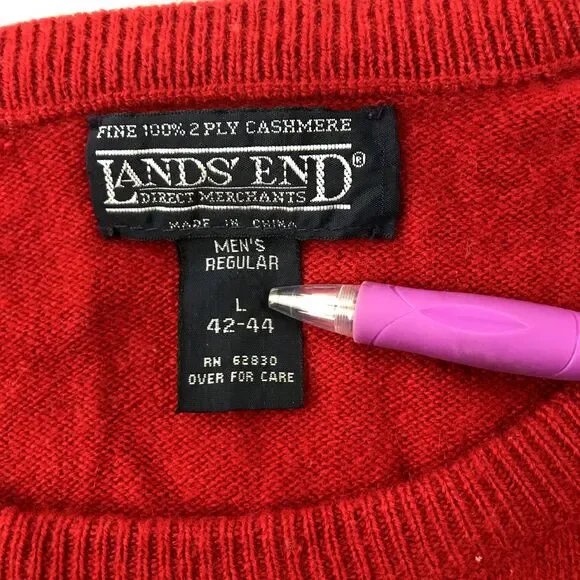 FINE 100% 2 PLY CASHMERE
LANDS' END®
DIRECT MERCHANTS
MADE IN CHINA
MEN'S
REGULAR
L
42-44
RN 62830
OVER FOR CARE